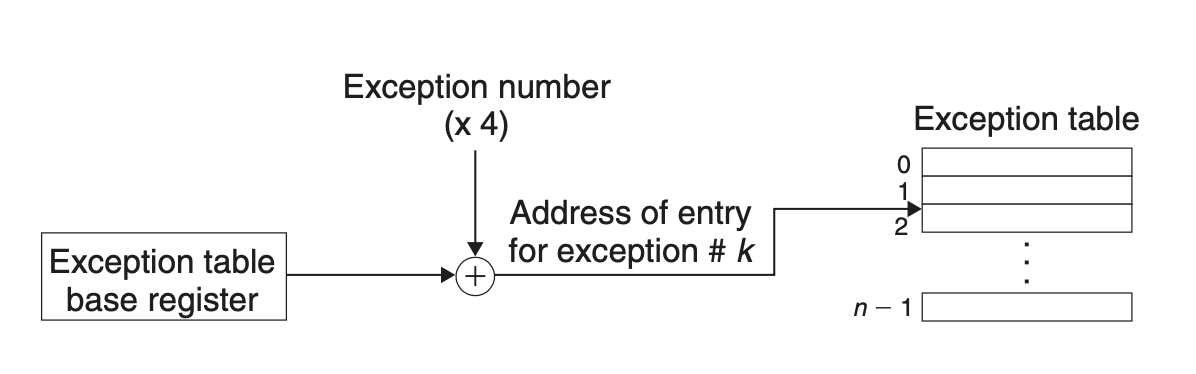 Exception number
(x 4)
Exception table
0
1
2
Address of entry
for exception # k
Exception table
base register
+
n − 1